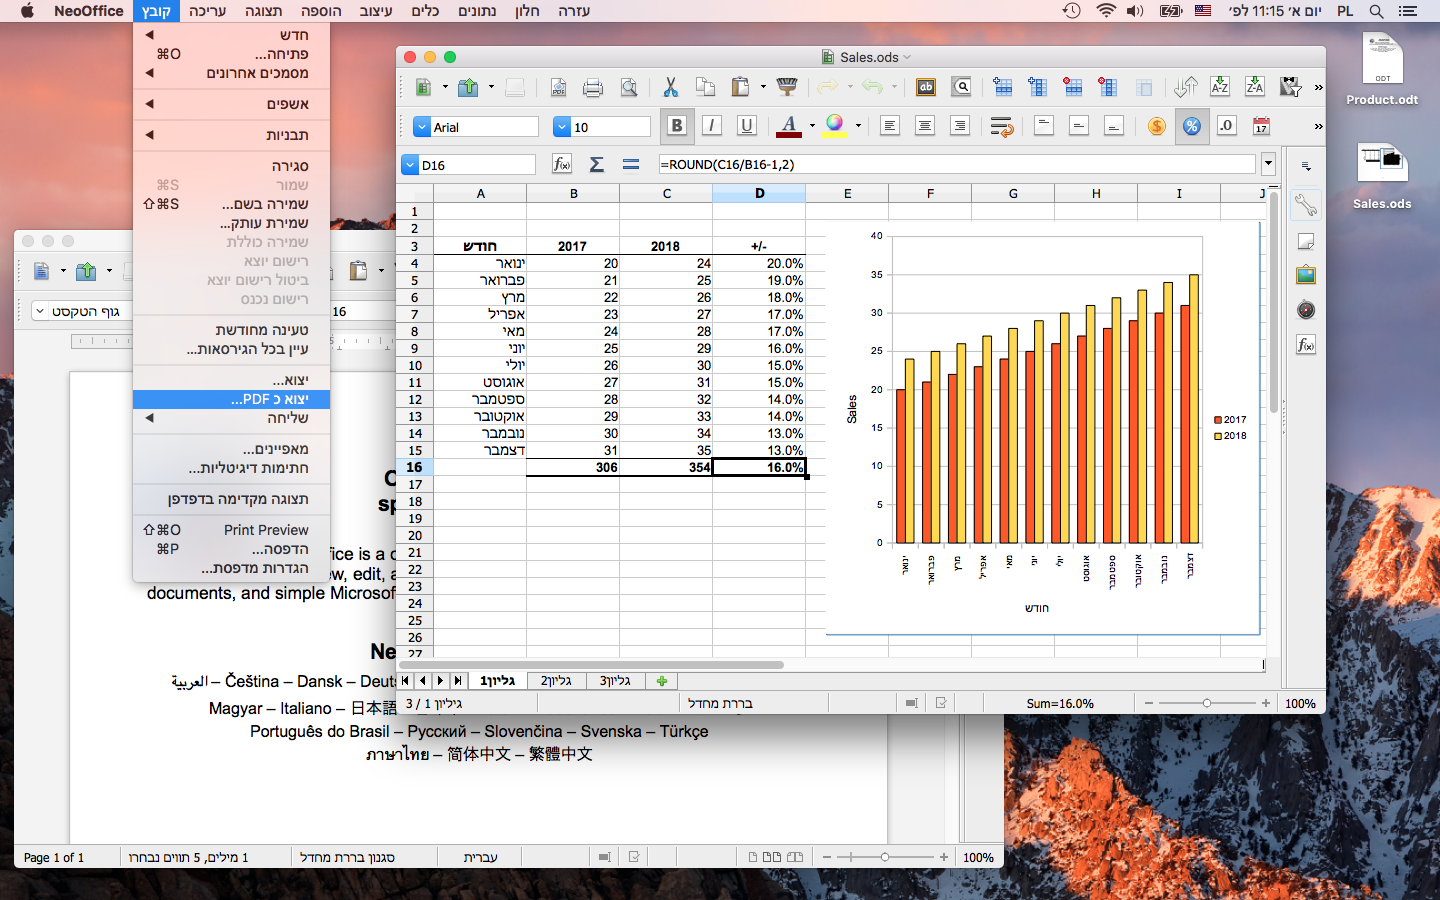 NeoOffice קובץ עריכה תצוגה הוספה עיצוב כלים נתונים חלון עזרה
יום א׳ 11:15 לפ׳ PL
חדש
פתיחה... ⌘O
מסמכים אחרונים
אשפים
תבניות
סגירה
שמור ⌘S
שמירה בשם... ⇧⌘S
שמירת עותק...
שמירה כוללת
רישום יוצא
ביטול רישום יוצא
רישום נכנס
טעינה מחודשת
עיין בכל הגירסאות...
יצוא...
יצוא כ PDF...
שליחה
מאפיינים...
חתימות דיגיטליות...
תצוגה מקדימה בדפדפן
Print Preview ⇧⌘O
הדפסה... ⌘P
הגדרות מדפסת...
Sales.ods
Arial 10
D16 =ROUND(C16/B16-1,2)
A B C D E F G H I J
1
2
3 חודש 2017 2018 +/-
4 ינואר 20 24 20.0%
5 פברואר 21 25 19.0%
6 מרץ 22 26 18.0%
7 אפריל 23 27 17.0%
8 מאי 24 28 17.0%
9 יוני 25 29 16.0%
10 יולי 26 30 15.0%
11 אוגוסט 27 31 15.0%
12 ספטמבר 28 32 14.0%
13 אוקטובר 29 33 14.0%
14 נובמבר 30 34 13.0%
15 דצמבר 31 35 13.0%
16 306 354 16.0%
17
18
19
20
21
22
23
24
25
26
27
40
35
30
25
20
15
10
5
0
Sales
ינואר פברואר מרץ אפריל מאי יוני יולי אוגוסט ספטמבר אוקטובר נובמבר דצמבר
חודש
2017
2018
גליון1 גליון2 גליון3
גיליון 1 / 3 בררת מחדל Sum=16.0% 100%
ODT
Product.odt
Sales.ods
גוף הטקסט 16
fice is a
documents, and simple Microsof
Ne
العربية – Čeština – Dansk – Deuts
Magyar – Italiano – 日本語
Português do Brasil – Русский – Slovenčina – Svenska – Türkçe
ภาษาไทย – 简体中文 – 繁體中文
Page 1 of 1 1 מילים, 5 תווים נבחרו סגנון בררת מחדל עברית 100%